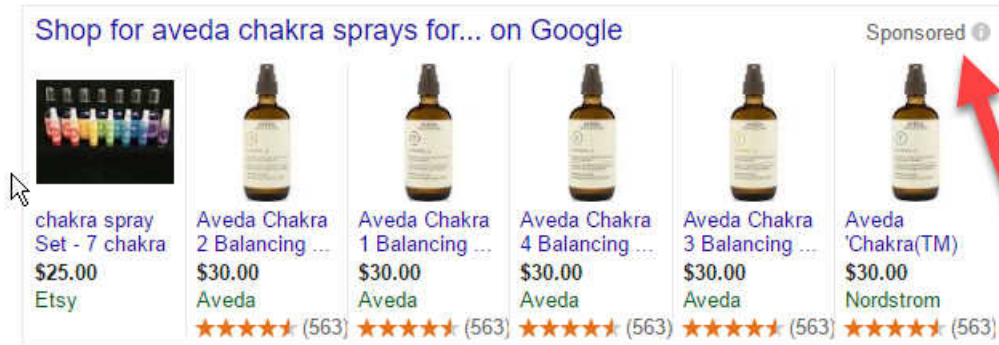 Shop for aveda chakra sprays for... on Google
Sponsored
chakra spray
Set - 7 chakra
$25.00
Etsy
Aveda Chakra
2 Balancing ...
$30.00
Aveda
(563)
Aveda Chakra
1 Balancing ...
$30.00
Aveda
(563)
Aveda Chakra
4 Balancing ...
$30.00
Aveda
(563)
Aveda Chakra
3 Balancing ...
$30.00
Aveda
(563)
Aveda
'Chakra(TM)
$30.00
Nordstrom
(563)